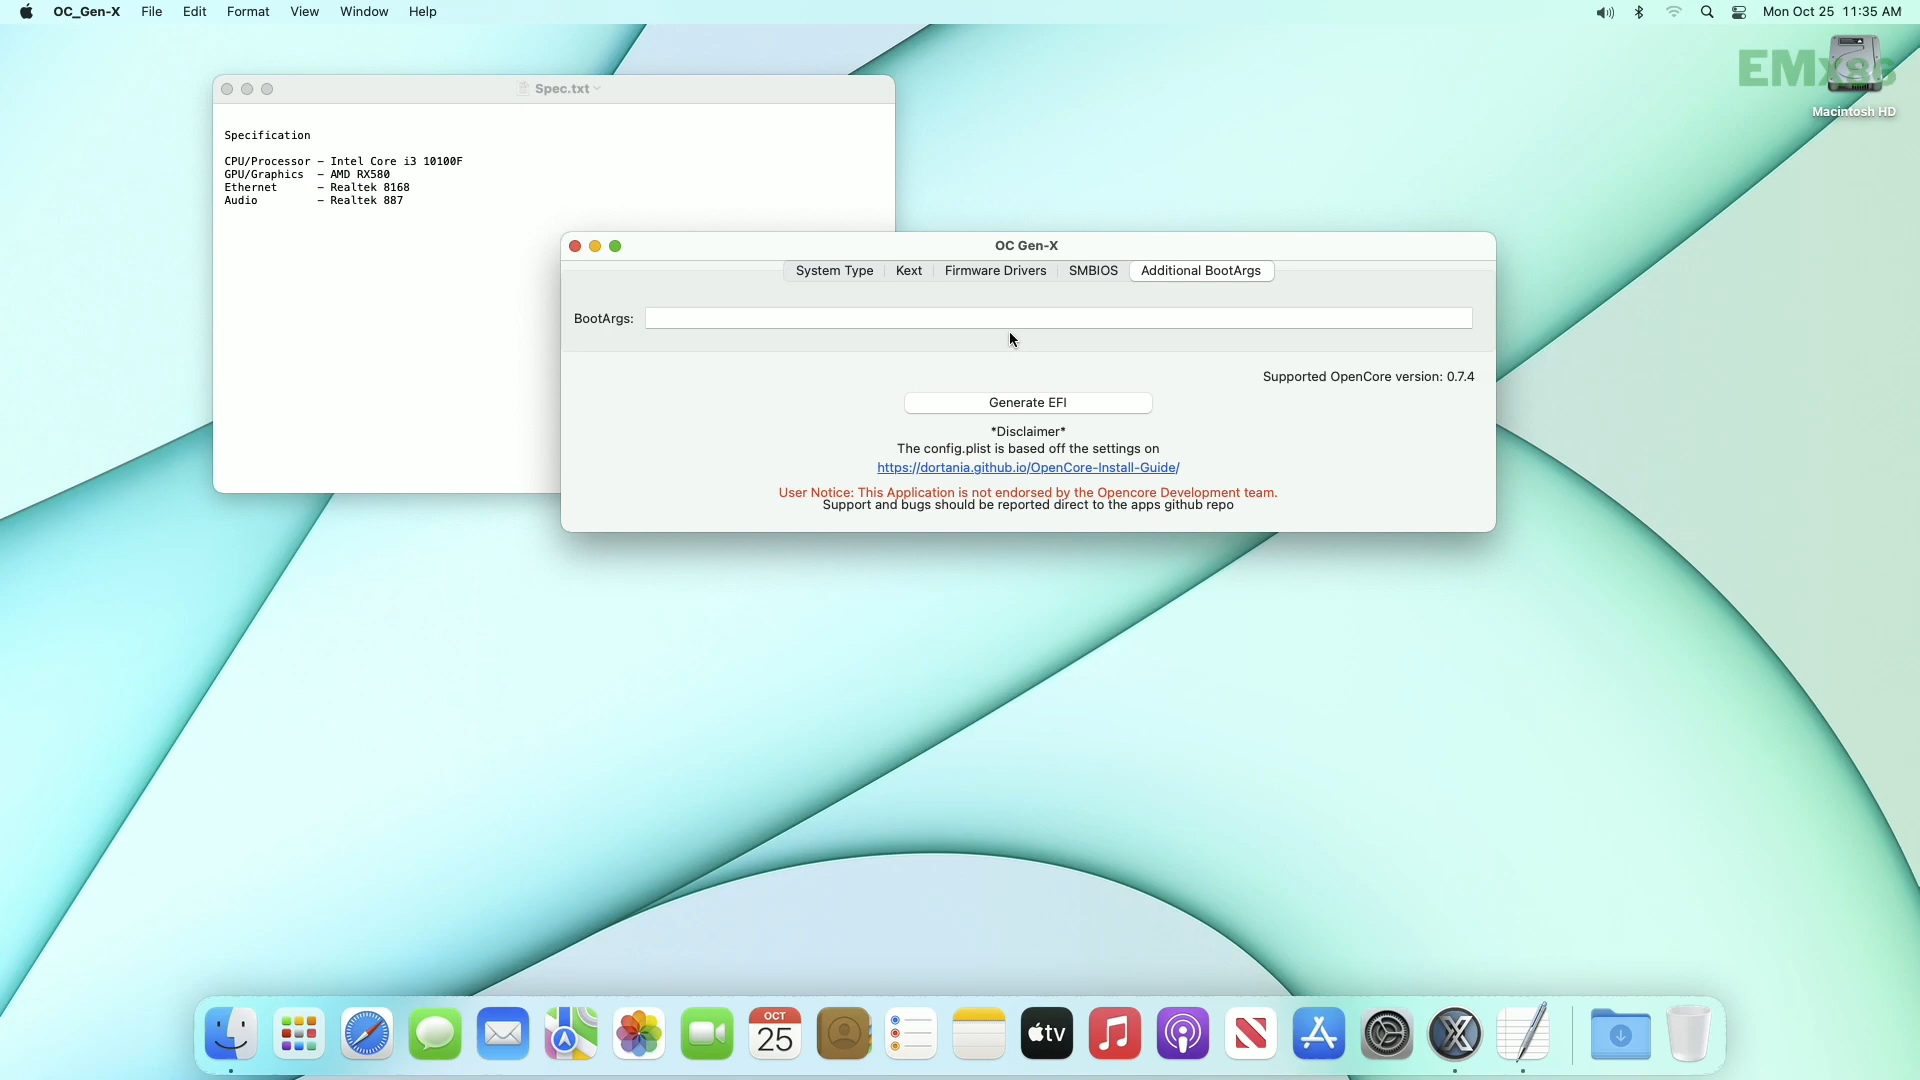 OC_Gen-X File Edit Format View Window Help
Mon Oct 25 11:35 AM
EMx86
Macintosh HD
Spec.txt
Specification
CPU/Processor – Intel Core i3 10100F
GPU/Graphics – AMD RX580
Ethernet – Realtek 8168
Audio – Realtek 887
OC Gen-X
System Type Kext Firmware Drivers SMBIOS Additional BootArgs
BootArgs:
Supported OpenCore version: 0.7.4
Generate EFI
*Disclaimer*
The config.plist is based off the settings on
https://dortania.github.io/OpenCore-Install-Guide/
User Notice: This Application is not endorsed by the Opencore Development team.
Support and bugs should be reported direct to the apps github repo
OCT
25
tv